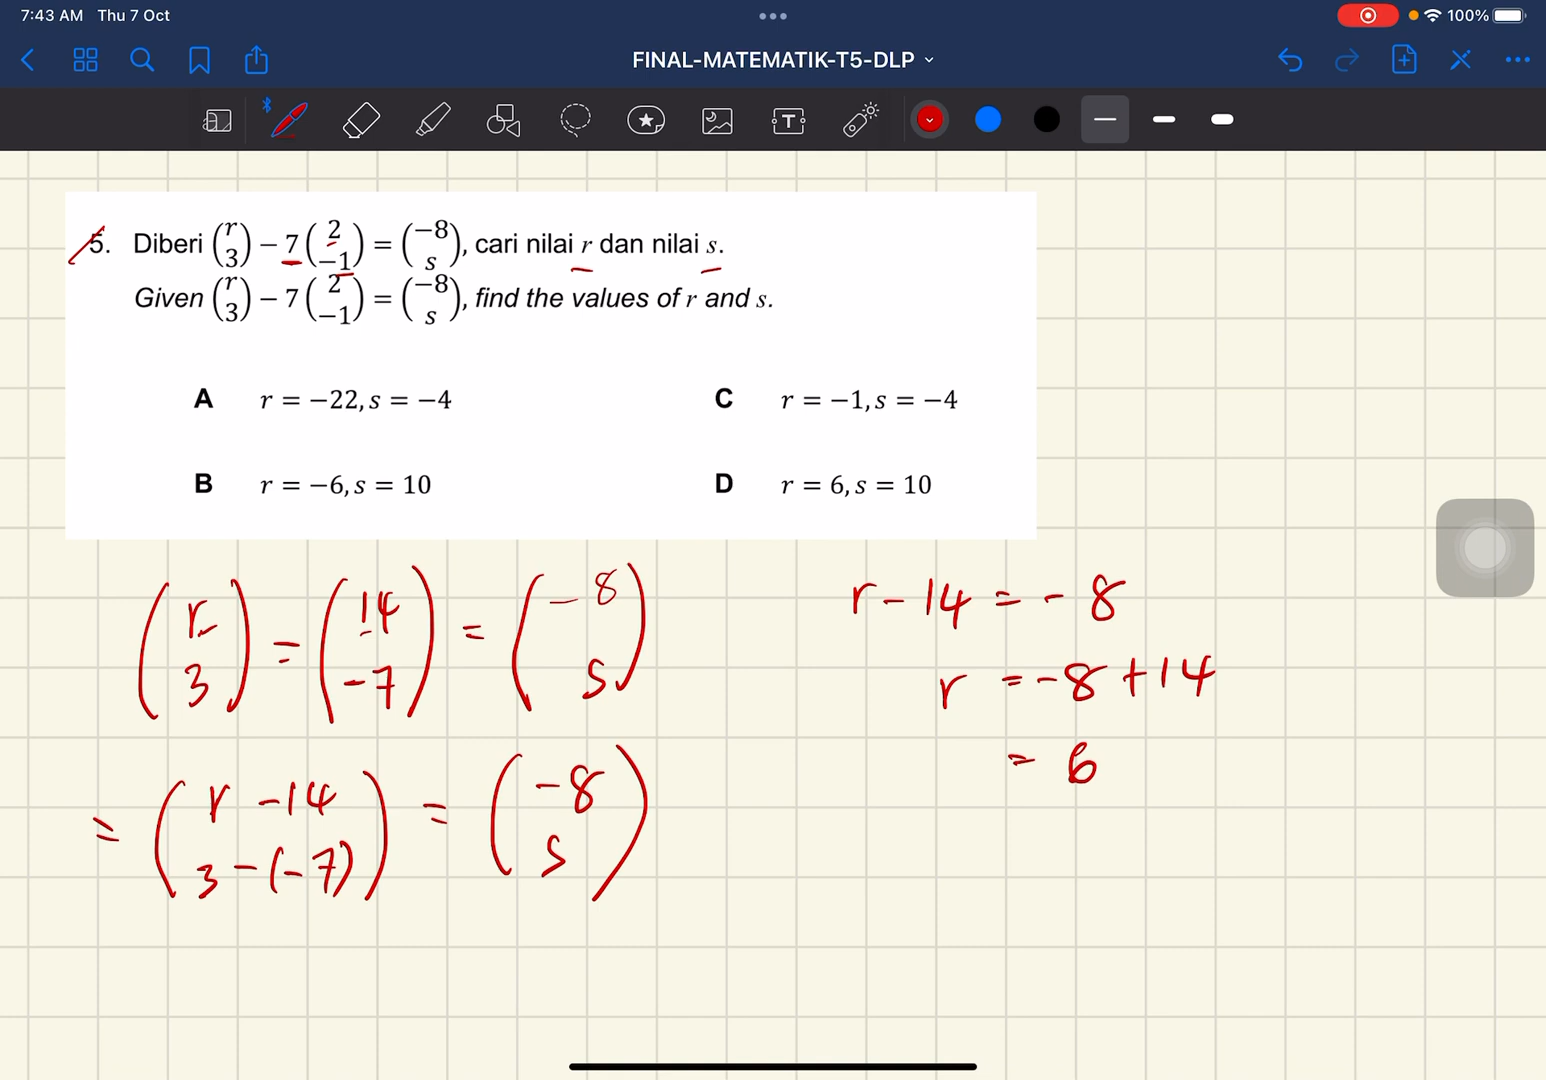 7:43 AM Thu 7 Oct
100%
FINAL-MATEMATIK-T5-DLP
5. Diberi (r 3) − 7 (2 −1) = (−8 s), cari nilai r dan nilai s.
Given (r 3) − 7 (2 −1) = (−8 s), find the values of r and s.
A r = −22, s = −4
C r = −1, s = −4
B r = −6, s = 10
D r = 6, s = 10
(r 3) = (14 -7) = (-8 s)
= (r - 14 3 - (-7)) = (-8 s)
r - 14 = - 8
r = - 8 + 14
= 6